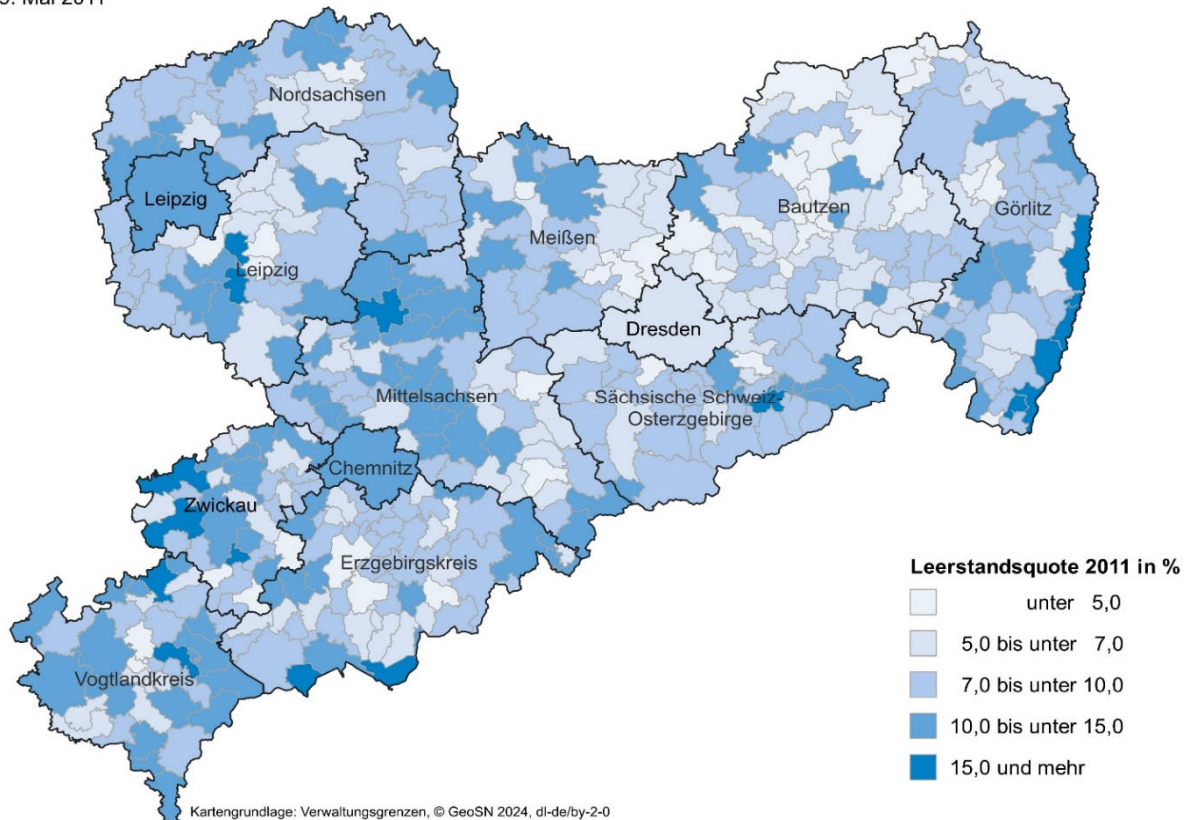 Mai 2011
Nordsachsen
Leipzig
Leipzig
Meißen
Bautzen
Görlitz
Dresden
Mittelsachsen
Sächsische Schweiz-
Osterzgebirge
Chemnitz
Zwickau
Erzgebirgskreis
Vogtlandkreis
Leerstandsquote 2011 in %
unter 5,0
5,0 bis unter 7,0
7,0 bis unter 10,0
10,0 bis unter 15,0
15,0 und mehr
Kartengrundlage: Verwaltungsgrenzen, © GeoSN 2024, dl-de/by-2-0